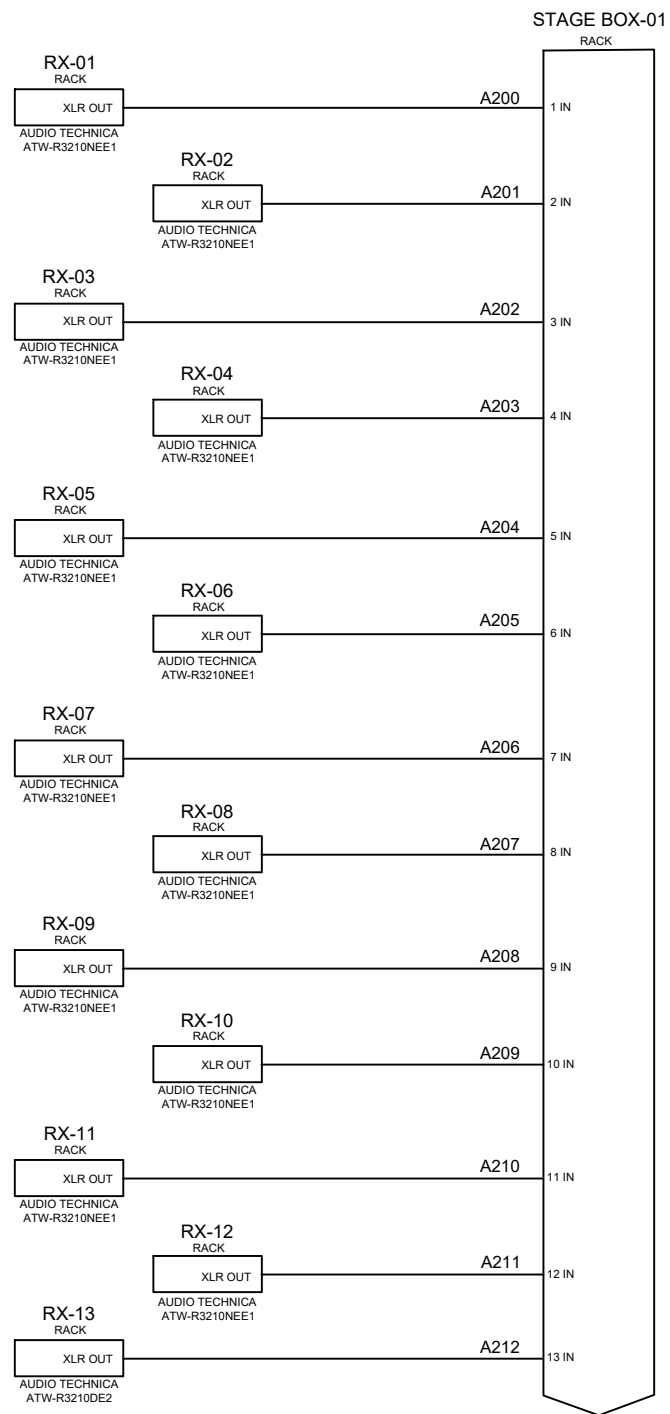 STAGE BOX-01
RACK
RX-01
RACK
XLR OUT
A200
1 IN
AUDIO TECHNICA
ATW-R3210NEE1
RX-02
RACK
XLR OUT
A201
2 IN
AUDIO TECHNICA
ATW-R3210NEE1
RX-03
RACK
XLR OUT
A202
3 IN
AUDIO TECHNICA
ATW-R3210NEE1
RX-04
RACK
XLR OUT
A203
4 IN
AUDIO TECHNICA
ATW-R3210NEE1
RX-05
RACK
XLR OUT
A204
5 IN
AUDIO TECHNICA
ATW-R3210NEE1
RX-06
RACK
XLR OUT
A205
6 IN
AUDIO TECHNICA
ATW-R3210NEE1
RX-07
RACK
XLR OUT
A206
7 IN
AUDIO TECHNICA
ATW-R3210NEE1
RX-08
RACK
XLR OUT
A207
8 IN
AUDIO TECHNICA
ATW-R3210NEE1
RX-09
RACK
XLR OUT
A208
9 IN
AUDIO TECHNICA
ATW-R3210NEE1
RX-10
RACK
XLR OUT
A209
10 IN
AUDIO TECHNICA
ATW-R3210NEE1
RX-11
RACK
XLR OUT
A210
11 IN
AUDIO TECHNICA
ATW-R3210NEE1
RX-12
RACK
XLR OUT
A211
12 IN
AUDIO TECHNICA
ATW-R3210NEE1
RX-13
RACK
XLR OUT
A212
13 IN
AUDIO TECHNICA
ATW-R3210DE2